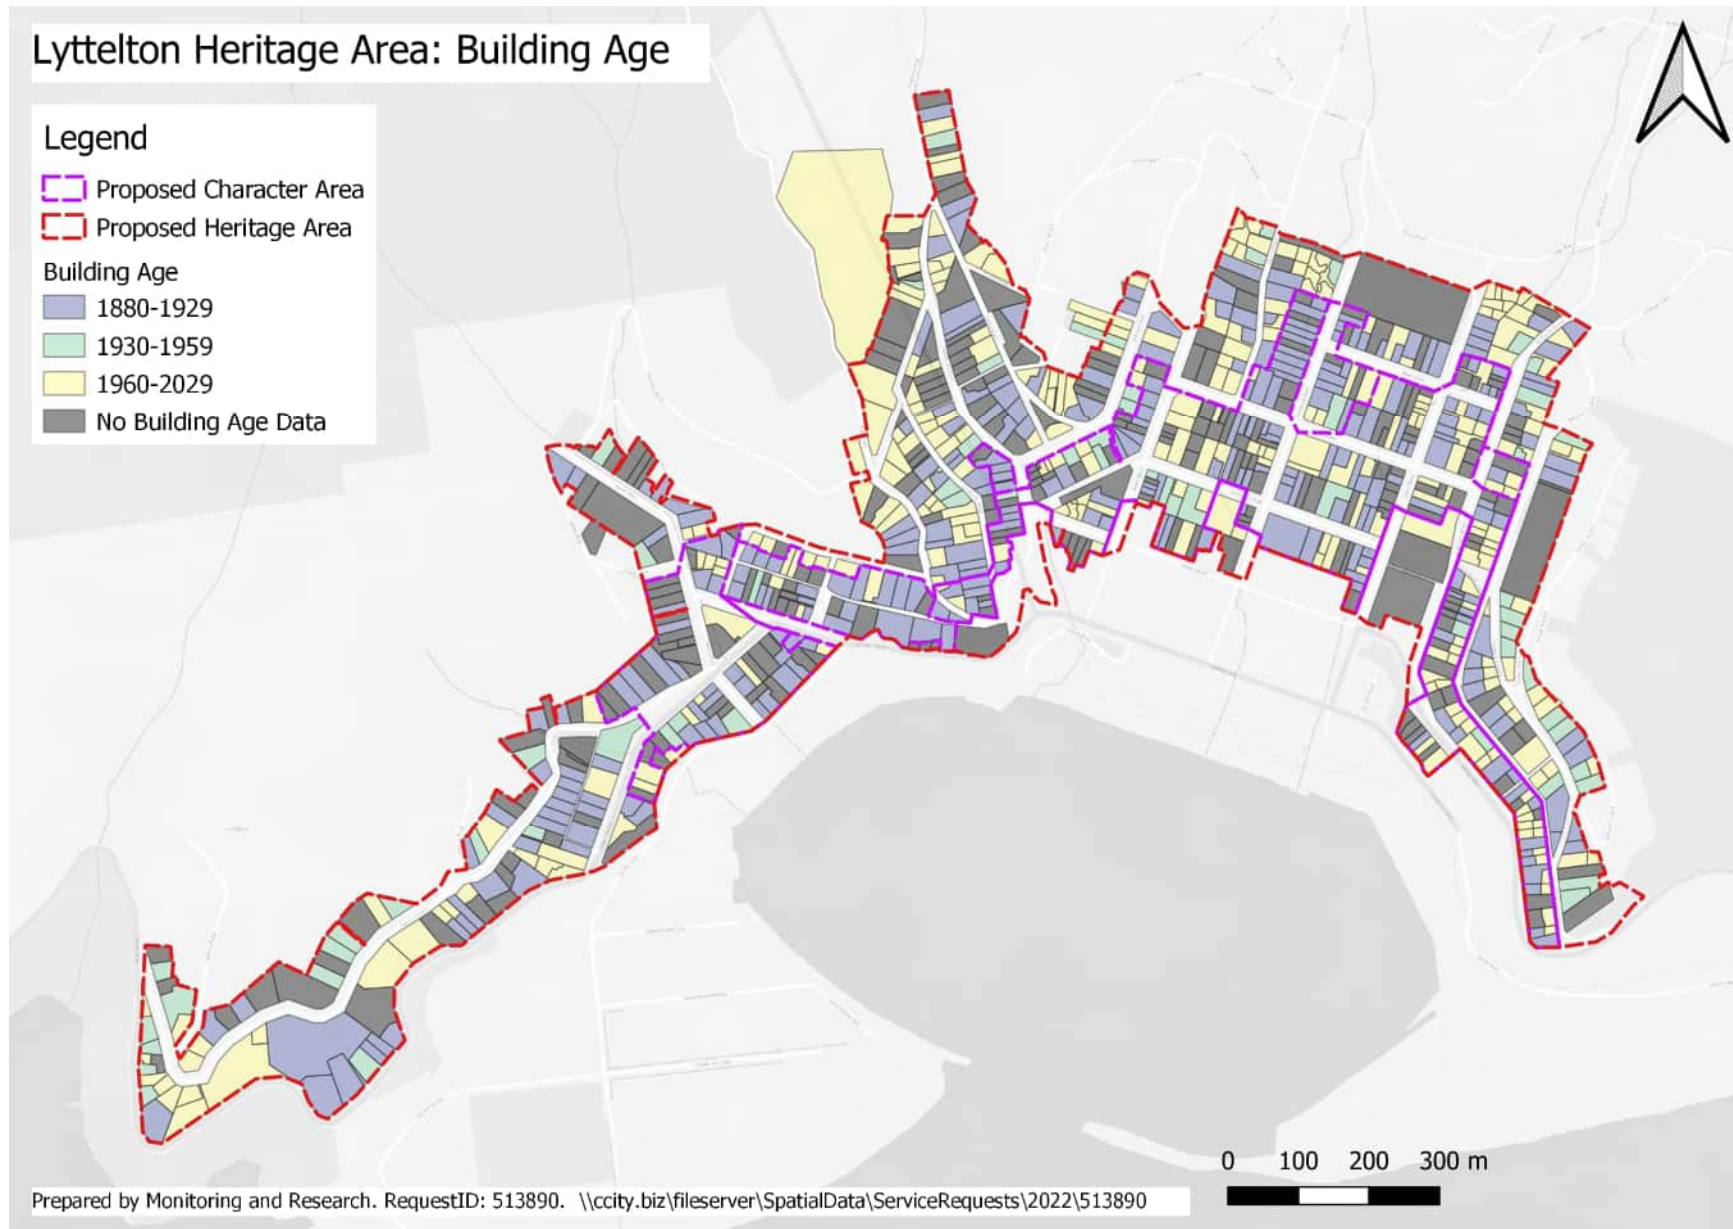 Lyttelton Heritage Area: Building Age
Legend
Proposed Character Area
Proposed Heritage Area
Building Age
1880-1929
1930-1959
1960-2029
No Building Age Data
0 100 200 300 m
Prepared by Monitoring and Research. RequestID: 513890. \\ccity.biz\fileserver\SpatialData\ServiceRequests\2022\513890